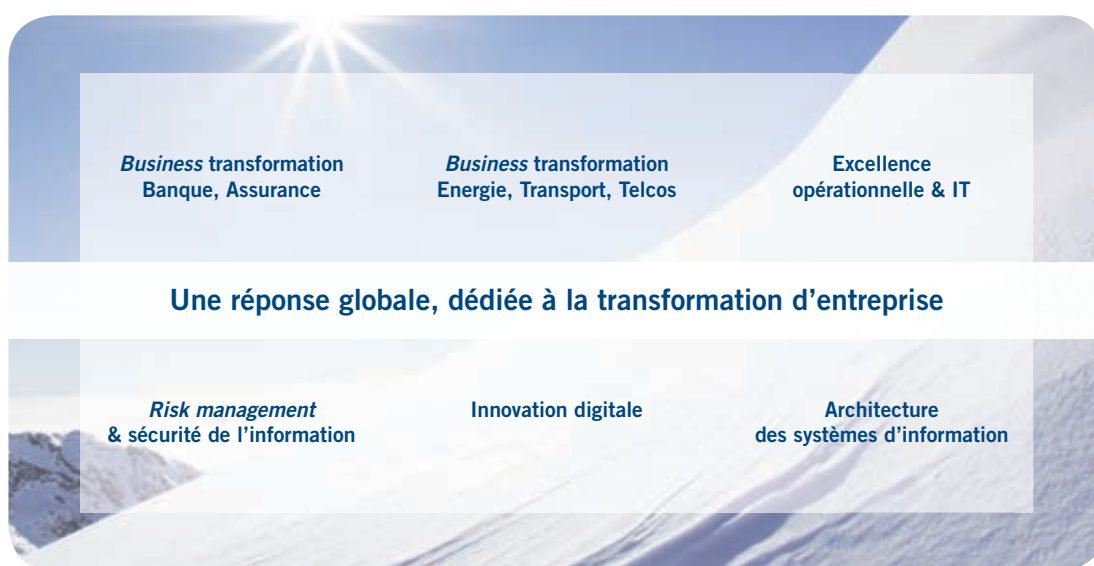 Business transformation
Banque, Assurance
Business transformation
Energie, Transport, Telcos
Excellence
opérationnelle & IT
Une réponse globale, dédiée à la transformation d’entreprise
Risk management
& sécurité de l’information
Innovation digitale
Architecture
des systèmes d’information